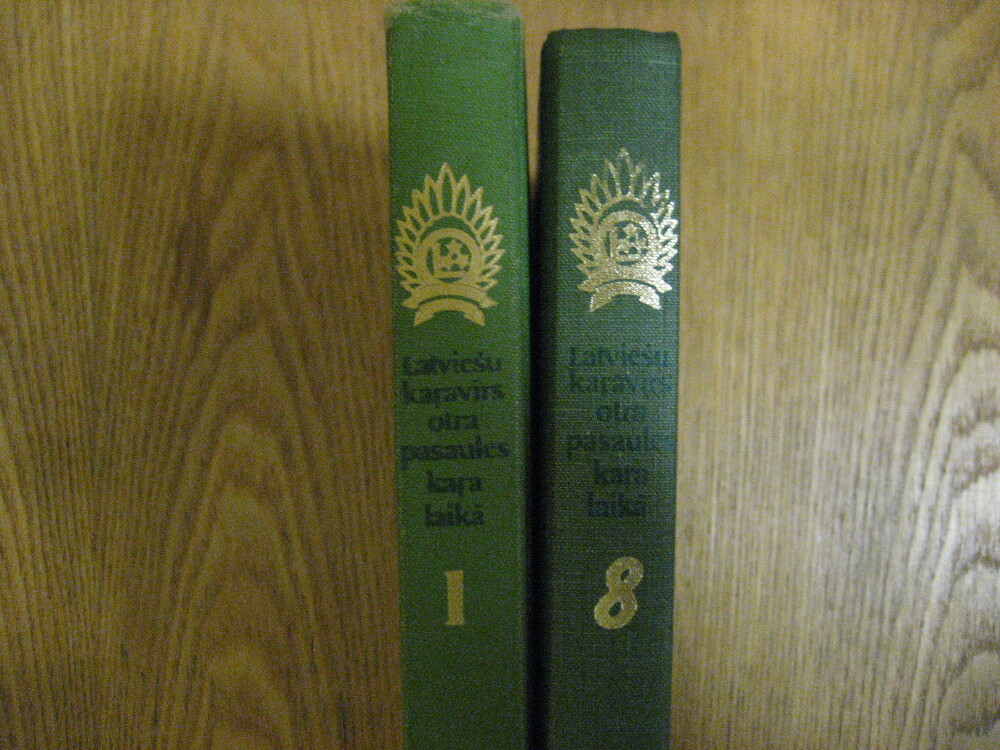 Latviešu
kaŗavīrs
otra
pasaules
kaŗa
laikā
1
Latviešu
kaŗavīrs
otra
pasaules
kaŗa
laikā
8